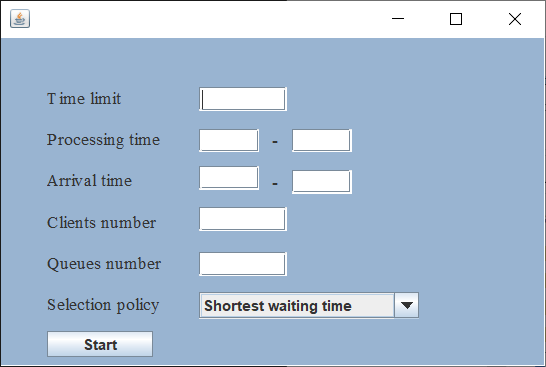 Time limit
Processing time -
Arrival time -
Clients number
Queues number
Selection policy Shortest waiting time
Start